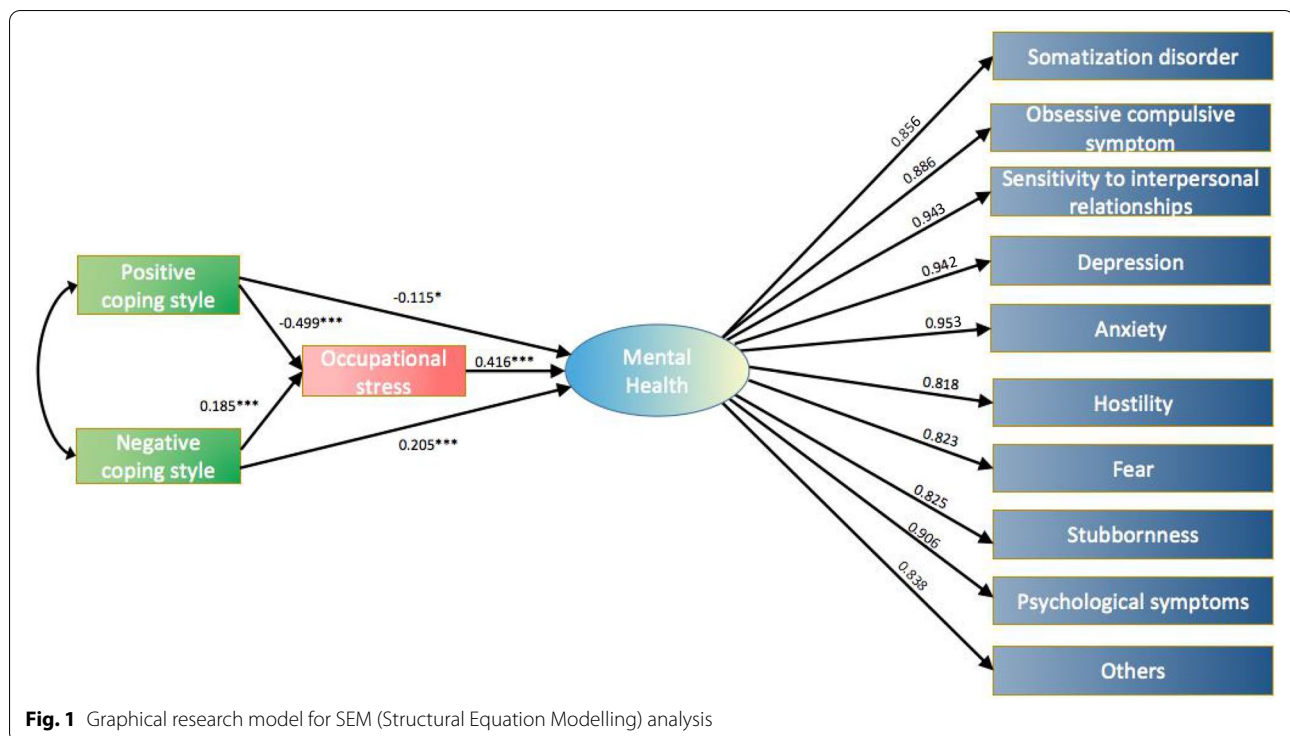 Positive
coping style
Negative
coping style
-0.499***
0.185***
Occupational
stress
-0.115*
0.416***
0.205***
Mental
Health
0.856
0.886
0.943
0.942
0.953
0.818
0.823
0.825
0.906
0.838
Somatization disorder
Obsessive compulsive
symptom
Sensitivity to interpersonal
relationships
Depression
Anxiety
Hostility
Fear
Stubbornness
Psychological symptoms
Others
Fig. 1 Graphical research model for SEM (Structural Equation Modelling) analysis